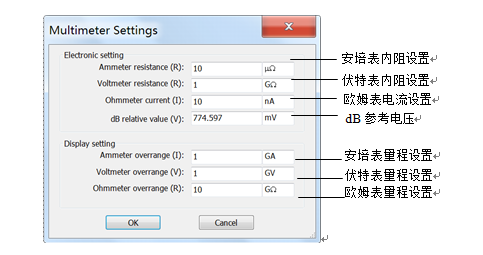 Multimeter Settings
Electronic setting
Ammeter resistance (R): 10 μΩ 安培表内阻设置
Voltmeter resistance (R): 1 GΩ 伏特表内阻设置
Ohmmeter current (I): 10 nA 欧姆表电流设置
dB relative value (V): 774.597 mV dB 参考电压
Display setting
Ammeter overrange (I): 1 GA 安培表量程设置
Voltmeter overrange (V): 1 GV 伏特表量程设置
Ohmmeter overrange (R): 10 GΩ 欧姆表量程设置
OK Cancel